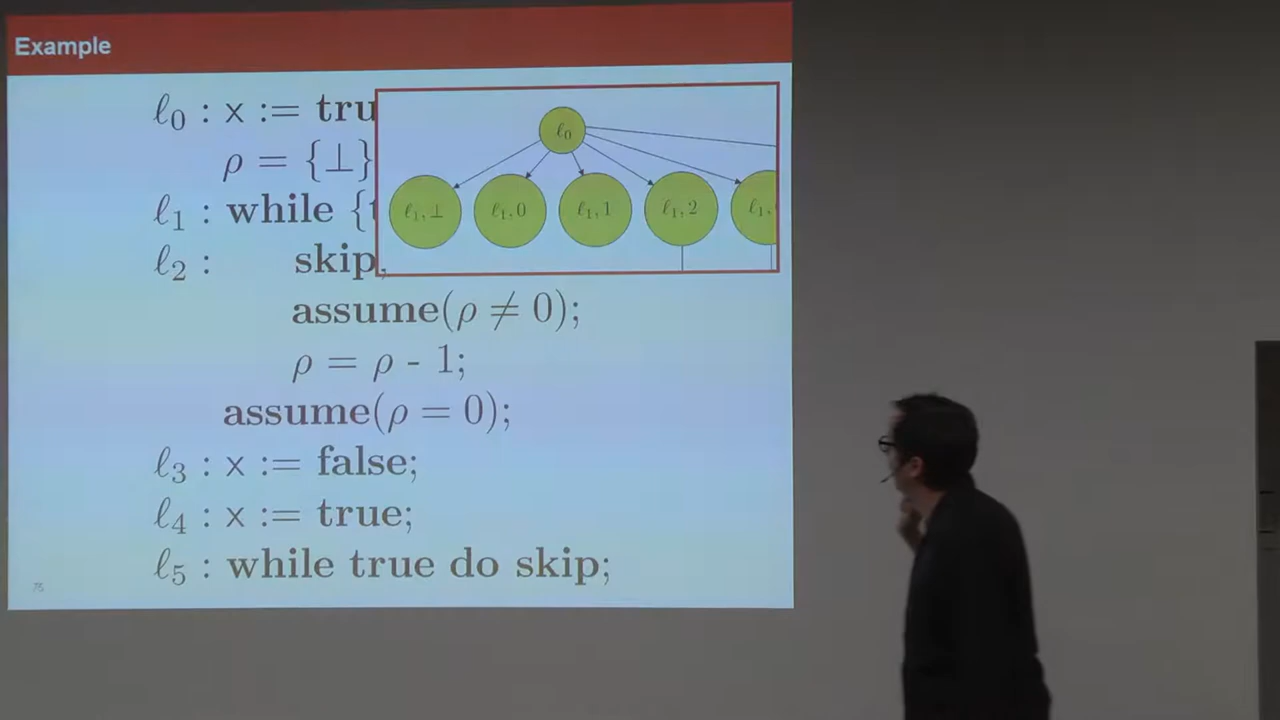 Example
ℓ0 : x := tru
ρ = {⊥}
ℓ1 : while {
ℓ2 : skip,
assume(ρ ≠ 0);
ρ = ρ - 1;
assume(ρ = 0);
ℓ3 : x := false;
ℓ4 : x := true;
ℓ5 : while true do skip;
ℓ0
ℓ1, ⊥ ℓ1, 0 ℓ1, 1 ℓ1, 2 ℓ1,